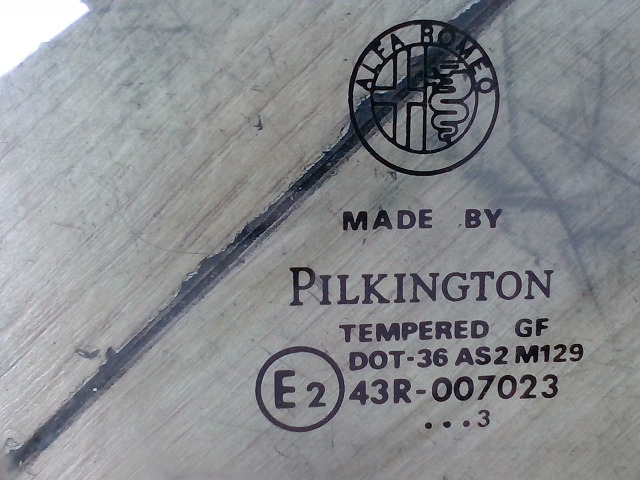 ALFA ROMEO
MADE BY
PILKINGTON
TEMPERED GF
DOT-36 AS2 M129
E2 43R-007023
...3